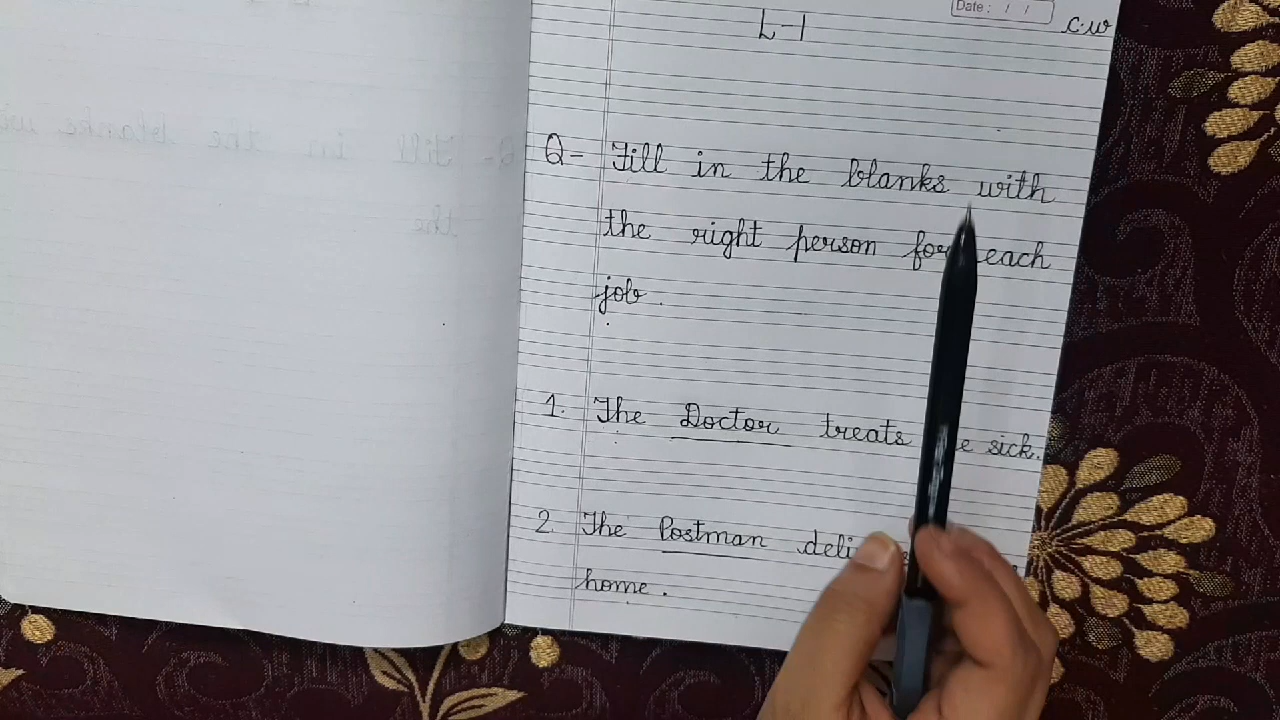 Date : / /
L-1
C.W
Q- Fill in the blanks with
the right person for each
job.
1. The Doctor treats sick.
2 The Postman
home.